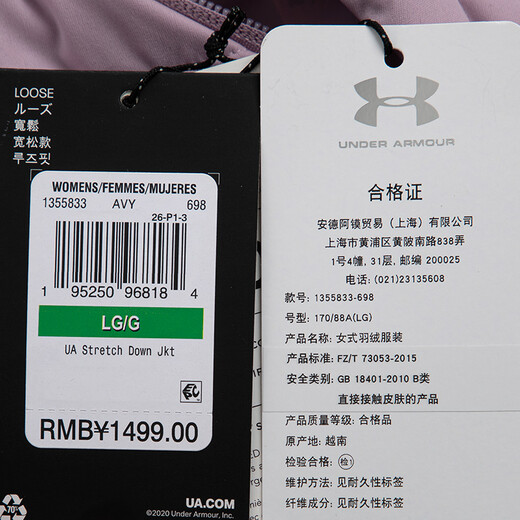 LOOSE
ルーズ
寬鬆
宽松款
루즈핏
WOMENS/FEMMES/MUJERES
1355833 AVY 698
26-P1-3
1 95250 96818 4
LG/G
UA Stretch Down Jkt
RMB¥1499.00
70%
UA.COM
©2020 Under Armour, Inc.
UNDER ARMOUR
合格证
安德阿镆贸易（上海）有限公司
上海市黄浦区黄陂南路838弄
1号4幢, 31层, 邮编 200025
电话: (021)23135608
款号: 1355833-698
号型: 170/88A(LG)
产品名称: 女式羽绒服装
产品标准: FZ/T 73053-2015
安全类别: GB 18401-2010 B类
直接接触皮肤的产品
产品质量等级: 合格品
原产地: 越南
检验合格: 检1
维护方法: 见耐久性标签
纤维成分: 见耐久性标签